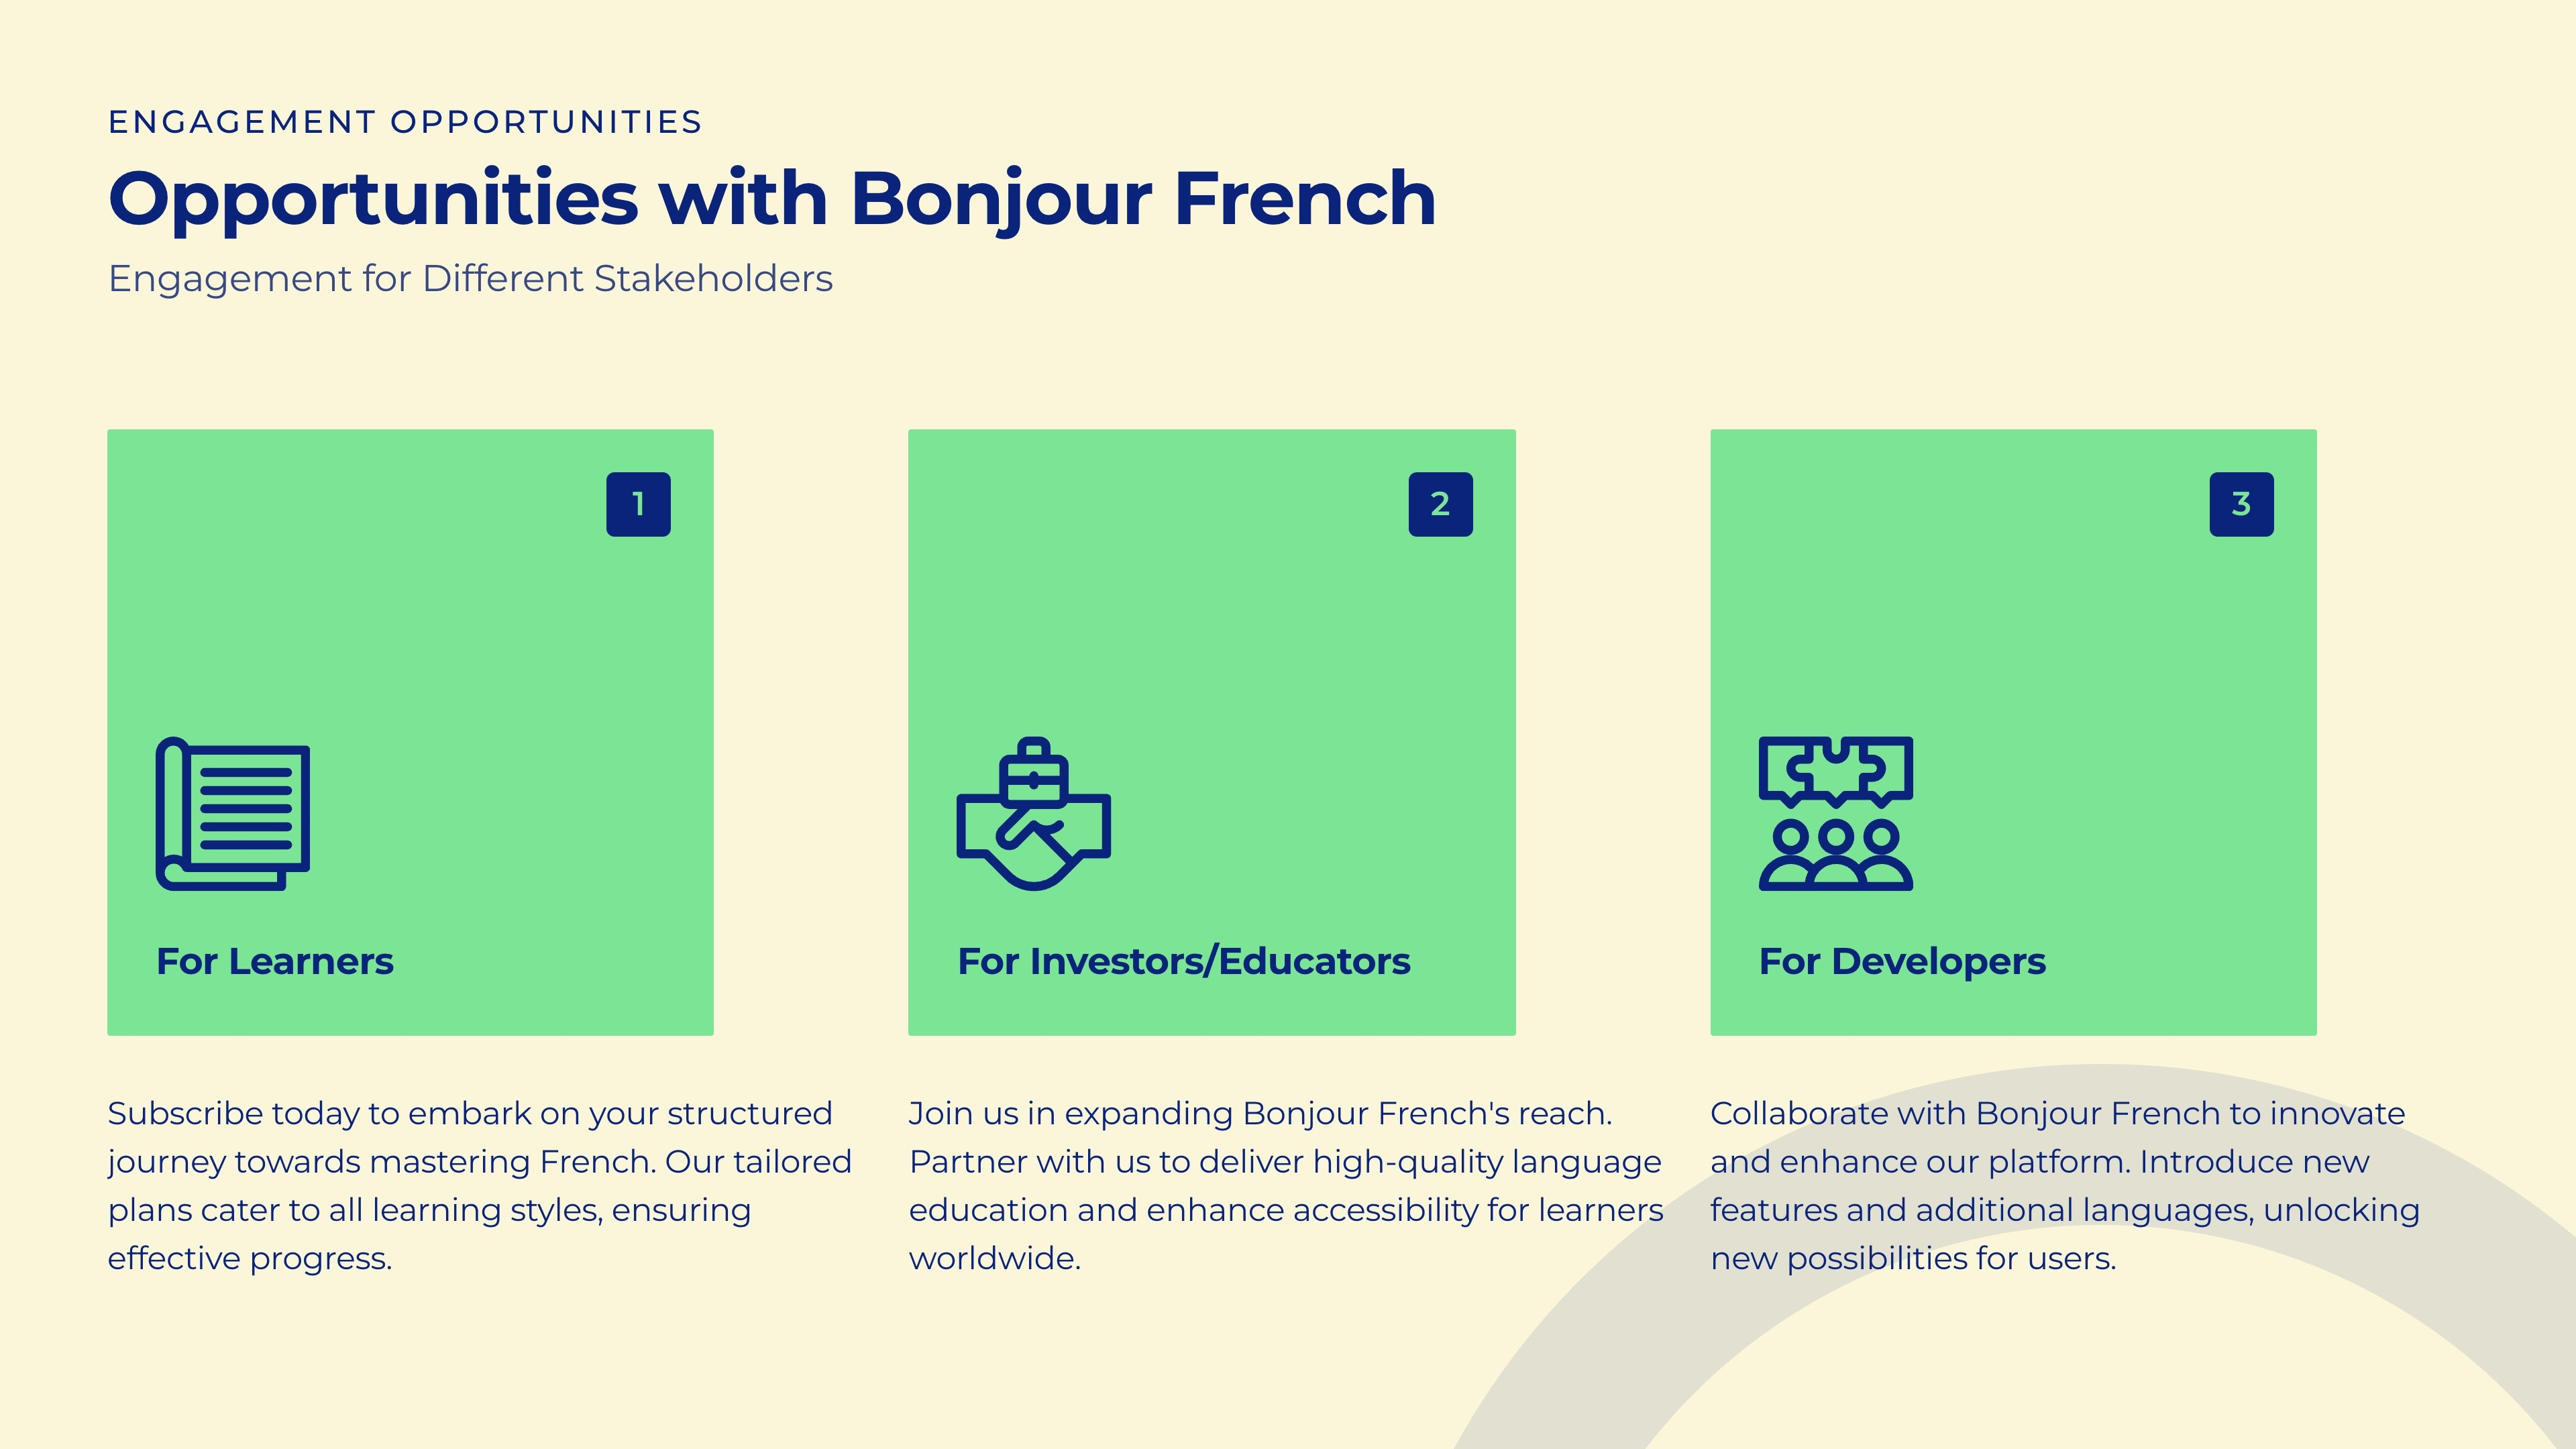 ENGAGEMENT OPPORTUNITIES
Opportunities with Bonjour French
Engagement for Different Stakeholders
1
For Learners
Subscribe today to embark on your structured
journey towards mastering French. Our tailored
plans cater to all learning styles, ensuring
effective progress.
2
For Investors/Educators
Join us in expanding Bonjour French's reach.
Partner with us to deliver high-quality language
education and enhance accessibility for learners
worldwide.
3
For Developers
Collaborate with Bonjour French to innovate
and enhance our platform. Introduce new
features and additional languages, unlocking
new possibilities for users.